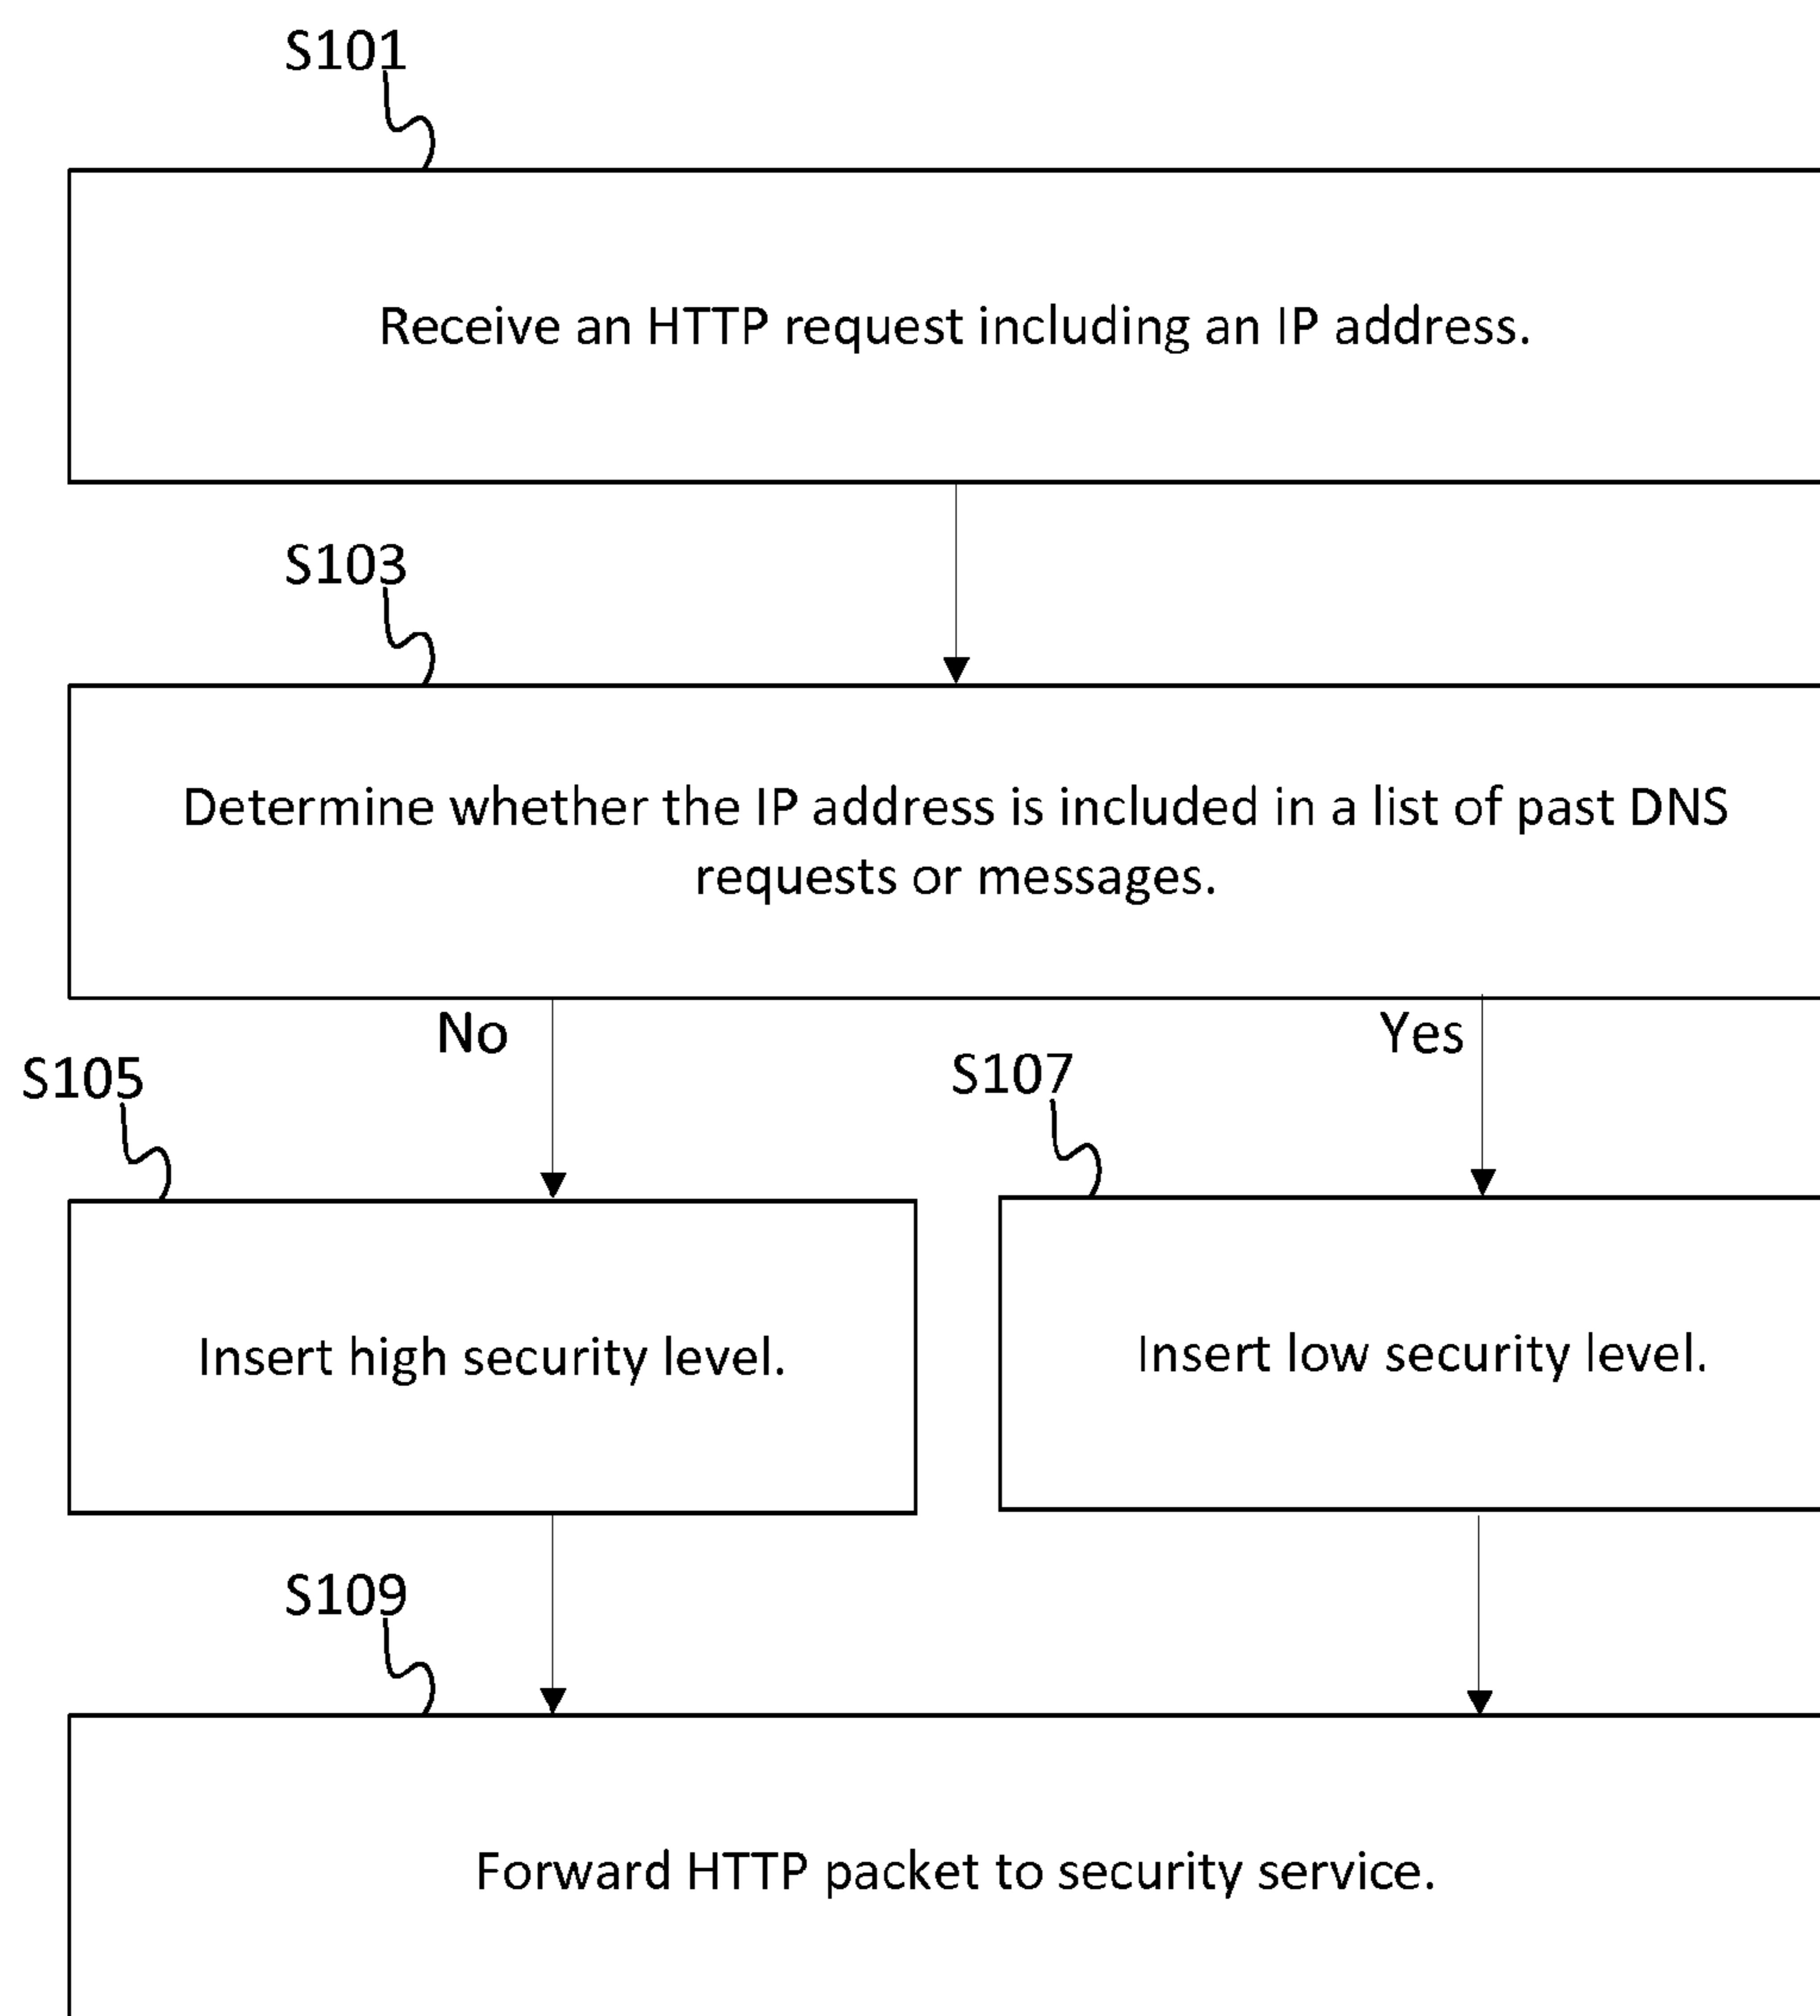 S101
Receive an HTTP request including an IP address.
S103
Determine whether the IP address is included in a list of past DNS
requests or messages.
No
Yes
S105
S107
Insert high security level.
Insert low security level.
S109
Forward HTTP packet to security service.